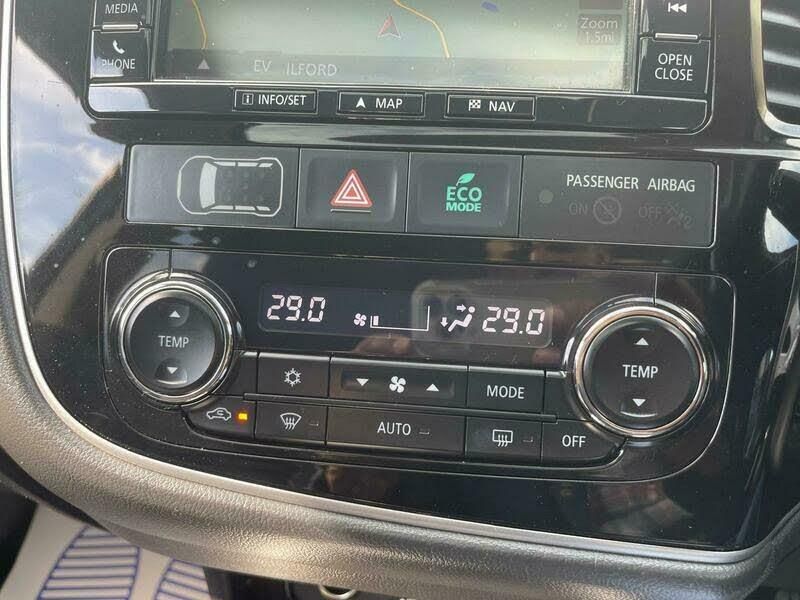 MEDIA
PHONE
Zoom
1.5mi
OPEN
CLOSE
EV ILFORD
i INFO/SET
MAP
NAV
ECO
MODE
PASSENGER AIRBAG
ON OFF
29.0
29.0
TEMP
MODE
TEMP
AUTO
OFF